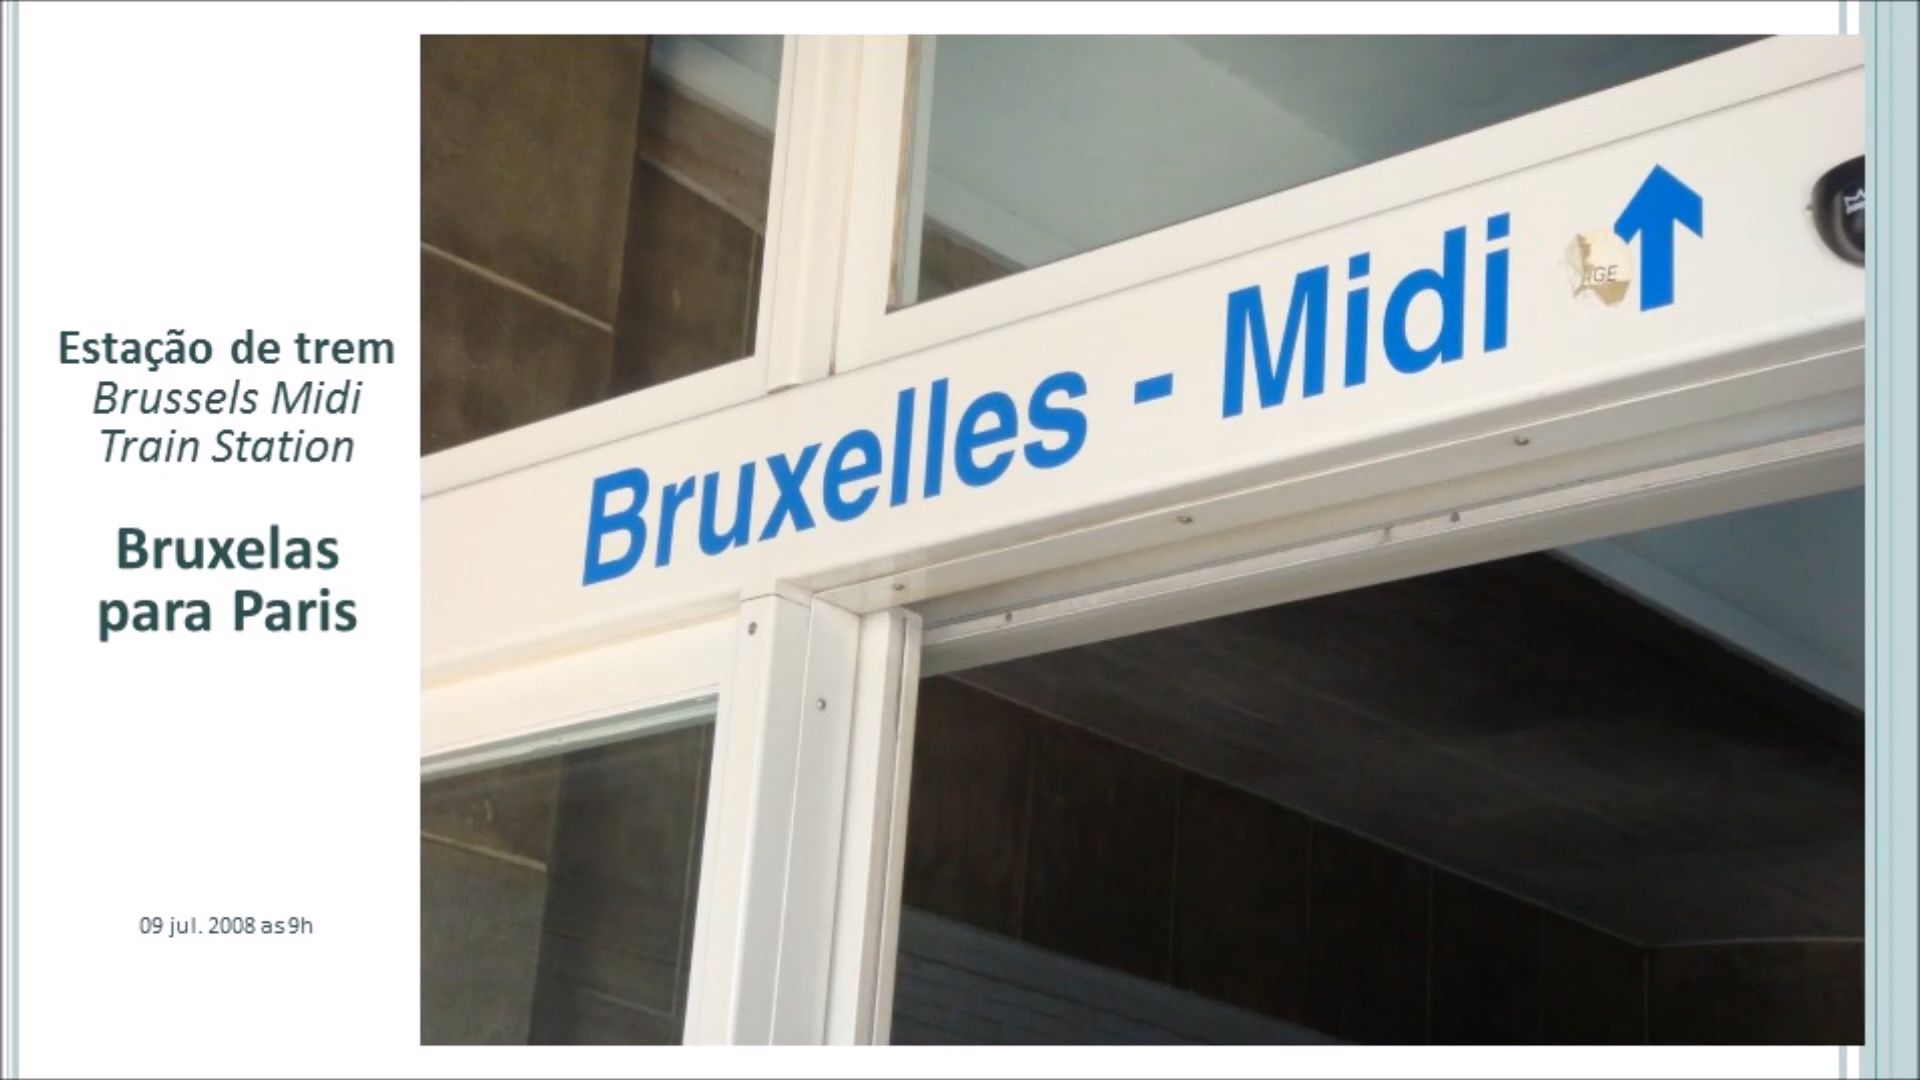 Estação de trem
Brussels Midi
Train Station
Bruxelas
para Paris
09 jul. 2008 as 9h
Bruxelles - Midi